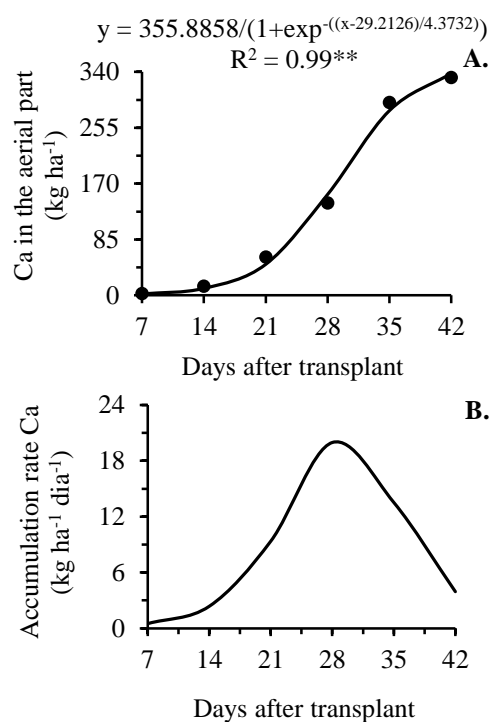 y = 355.8858/(1+exp-((x-29.2126)/4.3732))
R2 = 0.99**
A.
340
255
170
85
0
7 14 21 28 35 42
Ca in the aerial part
(kg ha-1)
Days after transplant
B.
24
18
12
6
0
7 14 21 28 35 42
Accumulation rate Ca
(kg ha-1 dia-1)
Days after transplant